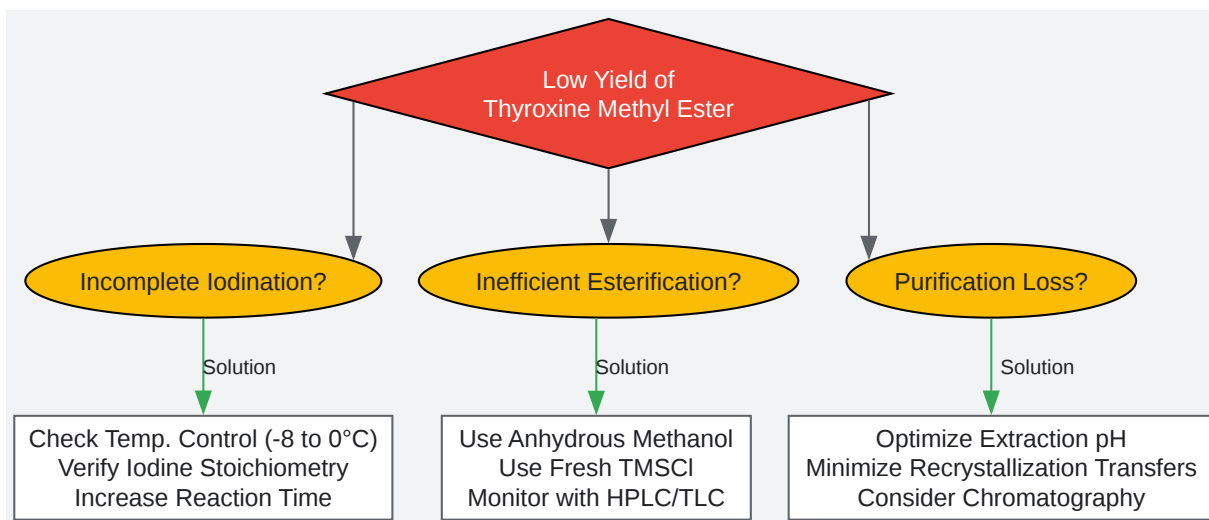 Low Yield of
Thyroxine Methyl Ester
Incomplete Iodination?
Inefficient Esterification?
Purification Loss?
Solution
Solution
Solution
Check Temp. Control (-8 to 0°C)
Verify Iodine Stoichiometry
Increase Reaction Time
Use Anhydrous Methanol
Use Fresh TMSCl
Monitor with HPLC/TLC
Optimize Extraction pH
Minimize Recrystallization Transfers
Consider Chromatography